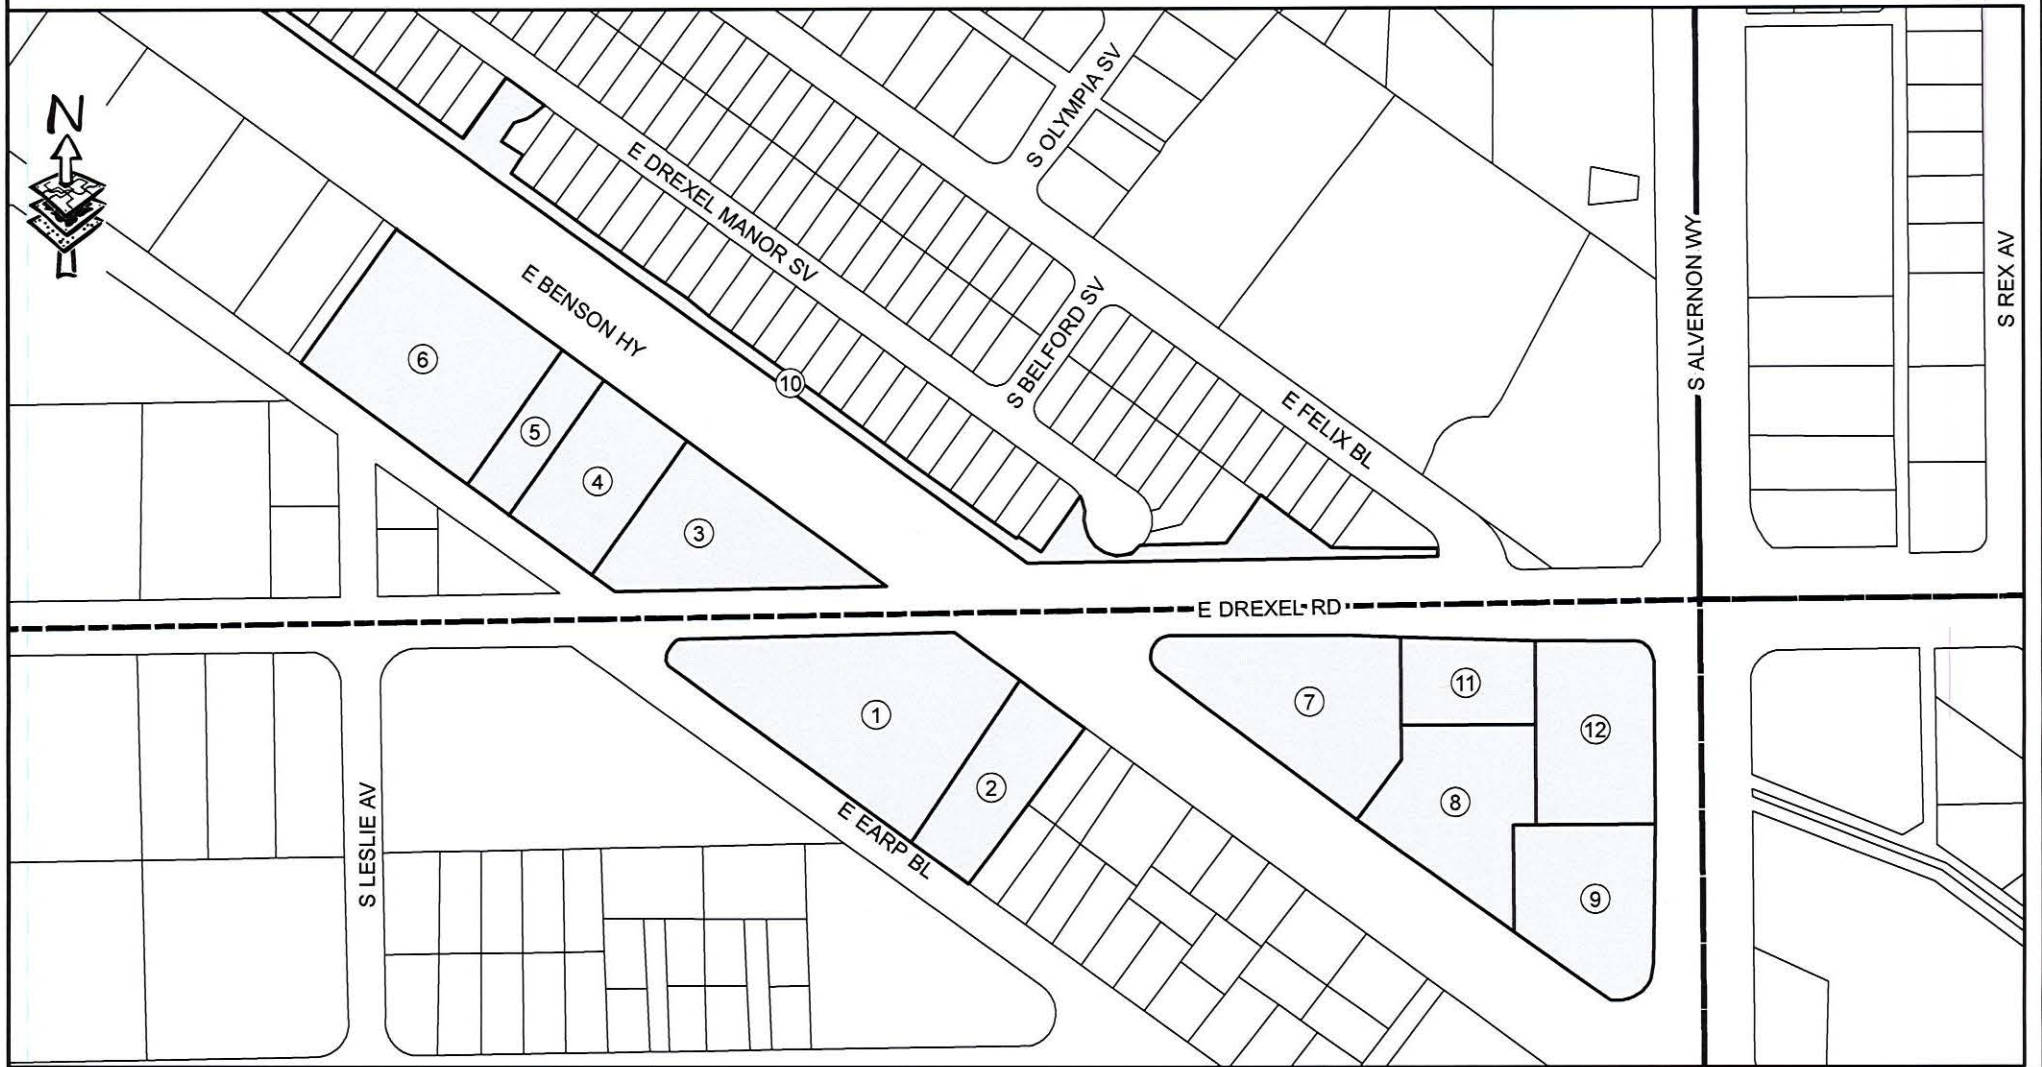 N
S OLYMPIA SV
E DREXEL MANOR SV
S ALVERNON WY
S REX AV
E BENSON HY
S BELFORD SV
6
10
E FELIX BL
5
4
3
E DREXEL RD
7
11
1
12
2
8
E EARP BL
S LESLIE AV
9